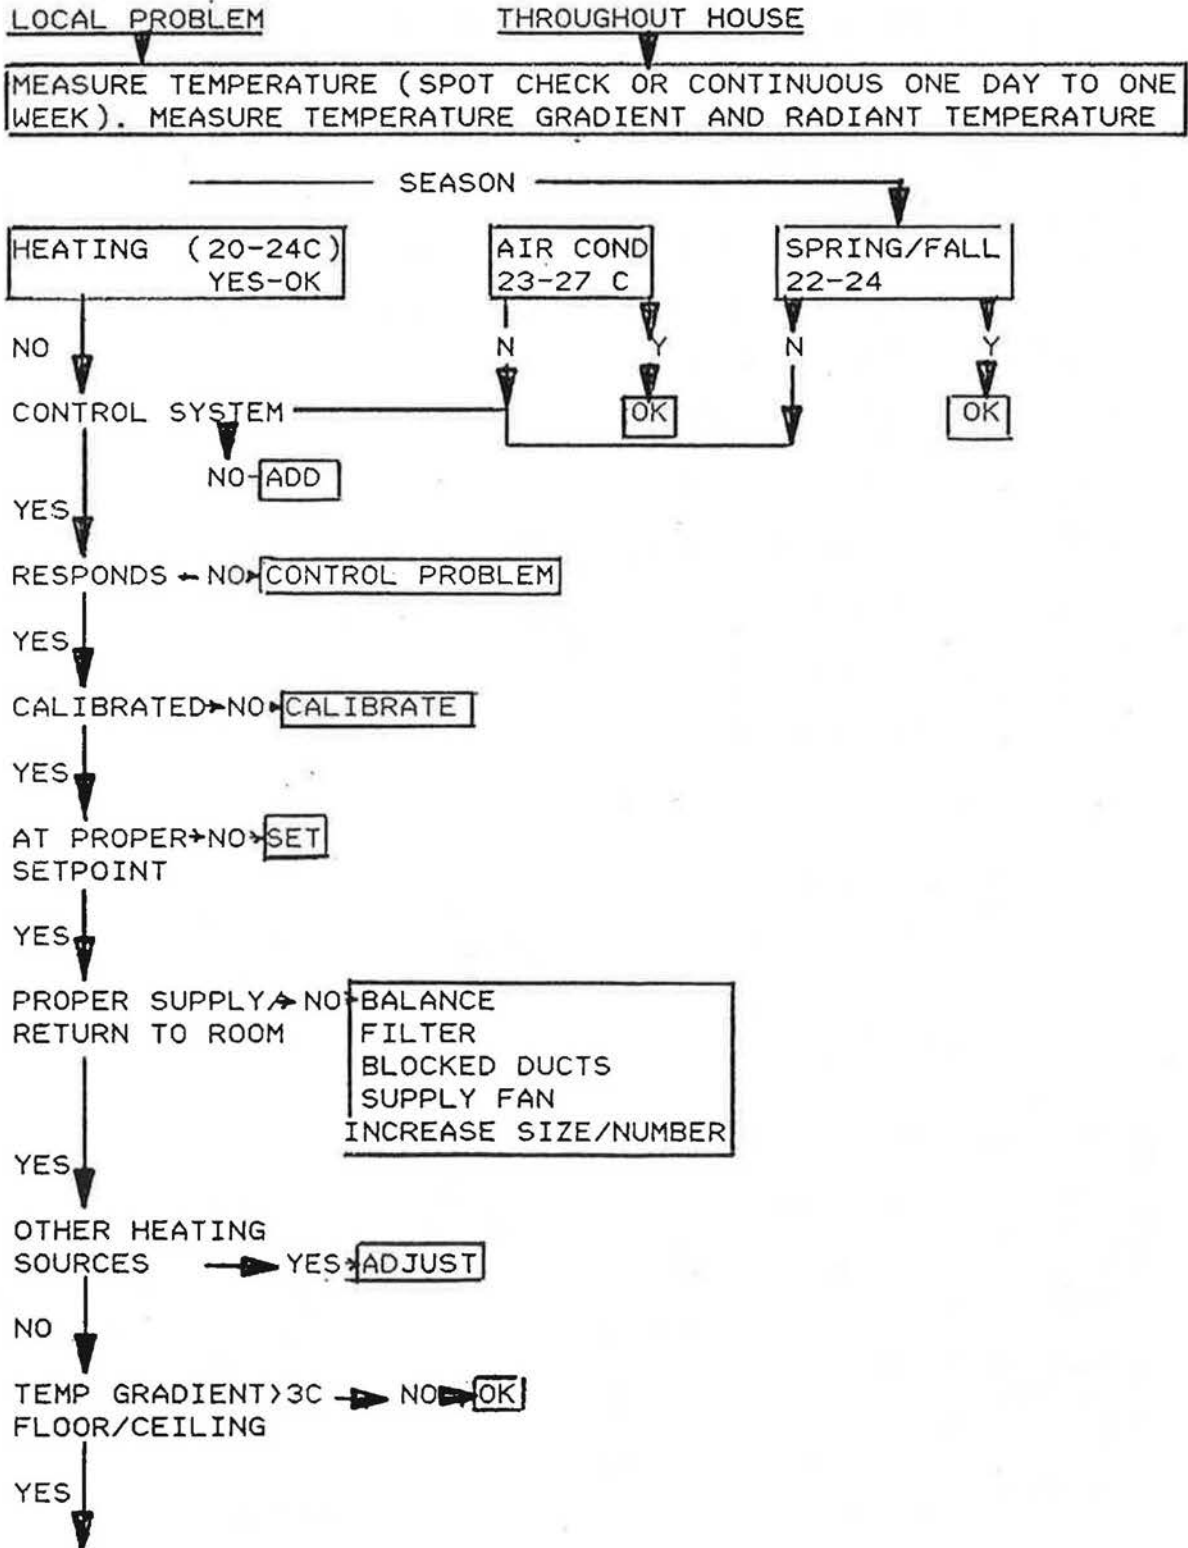 LOCAL PROBLEM THROUGHOUT HOUSE
MEASURE TEMPERATURE (SPOT CHECK OR CONTINUOUS ONE DAY TO ONE
WEEK). MEASURE TEMPERATURE GRADIENT AND RADIANT TEMPERATURE
SEASON
HEATING (20-24C) AIR COND SPRING/FALL
YES-OK 23-27 C 22-24
NO N Y N Y
CONTROL SYSTEM OK OK
NO ADD
YES
RESPONDS NO CONTROL PROBLEM
YES
CALIBRATED NO CALIBRATE
YES
AT PROPER NO SET
SETPOINT
YES
PROPER SUPPLY/ NO BALANCE
RETURN TO ROOM FILTER
BLOCKED DUCTS
SUPPLY FAN
INCREASE SIZE/NUMBER
YES
OTHER HEATING
SOURCES YES ADJUST
NO
TEMP GRADIENT>3C NO OK
FLOOR/CEILING
YES